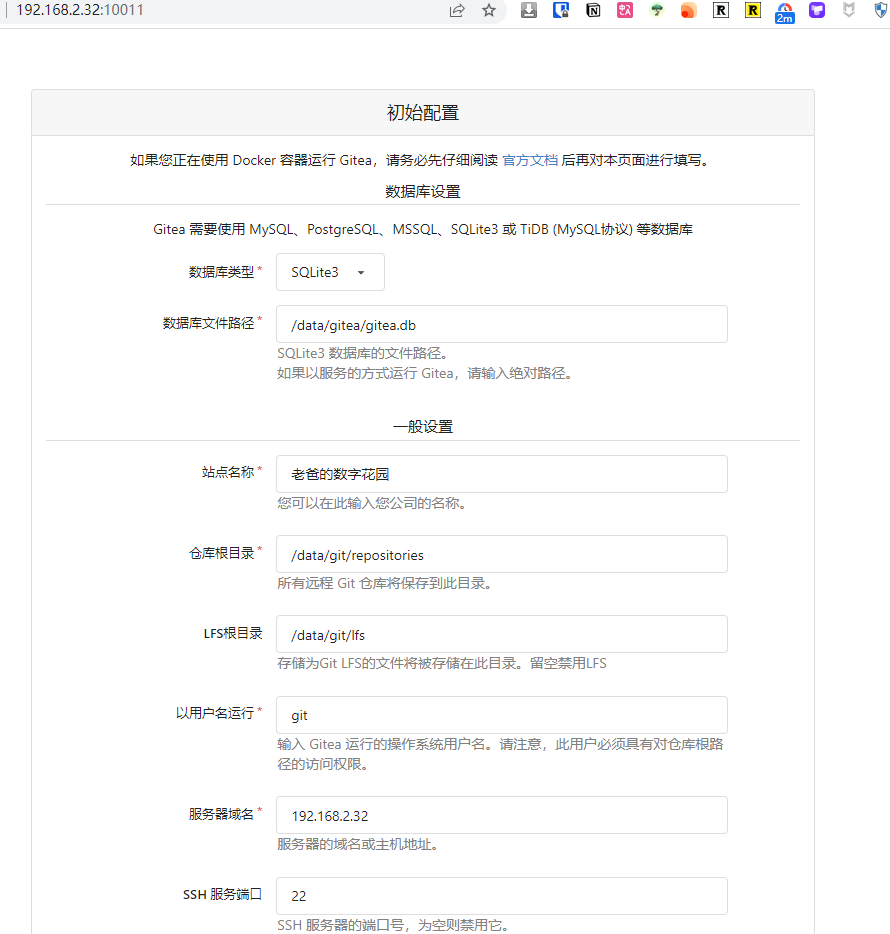 192.168.2.32:10011
2m
初始配置
如果您正在使用 Docker 容器运行 Gitea，请务必先仔细阅读 官方文档 后再对本页面进行填写。
数据库设置
Gitea 需要使用 MySQL、PostgreSQL、MSSQL、SQLite3 或 TiDB (MySQL协议) 等数据库
数据库类型* SQLite3
数据库文件路径* /data/gitea/gitea.db
SQLite3 数据库的文件路径。
如果以服务的方式运行 Gitea，请输入绝对路径。
一般设置
站点名称* 老爸的数字花园
您可以在此输入您公司的名称。
仓库根目录* /data/git/repositories
所有远程 Git 仓库将保存到此目录。
LFS根目录 /data/git/lfs
存储为Git LFS的文件将被存储在此目录。留空禁用LFS
以用户名运行* git
输入 Gitea 运行的操作系统用户名。请注意，此用户必须具有对仓库根路
径的访问权限。
服务器域名* 192.168.2.32
服务器的域名或主机地址。
SSH 服务端口 22
SSH 服务器的端口号，为空则禁用它。